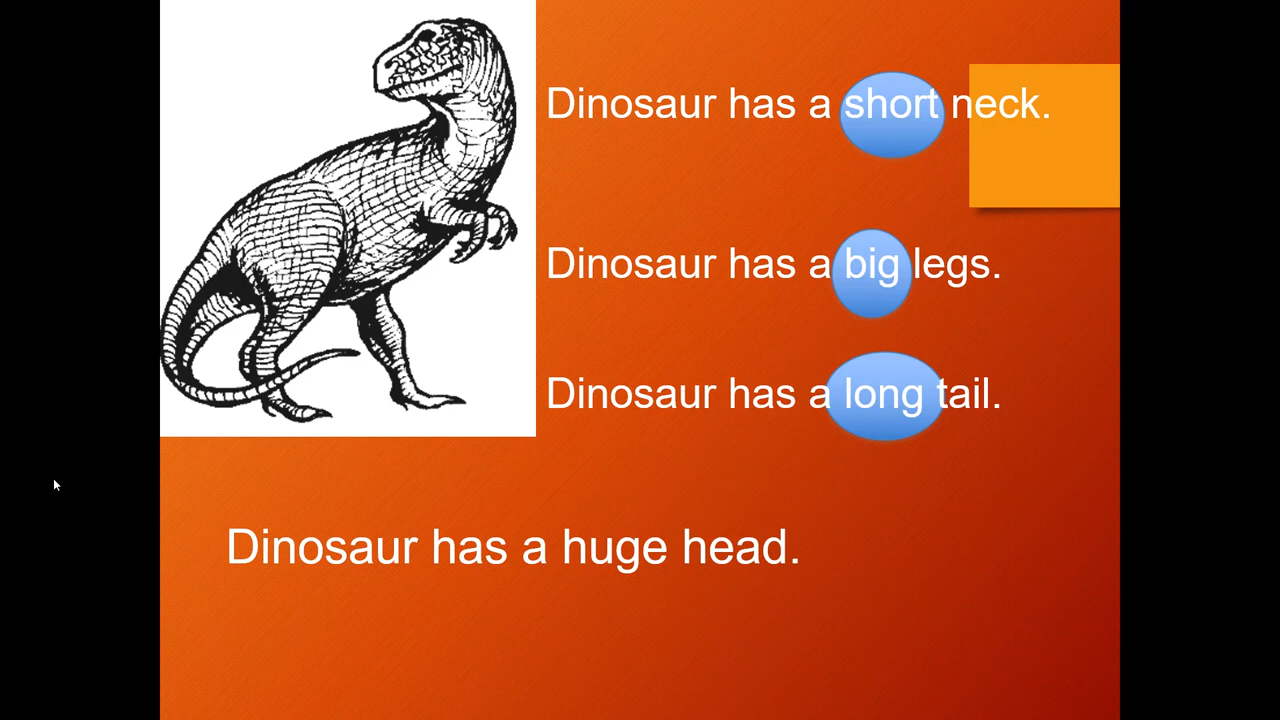 Dinosaur has a short neck.
Dinosaur has a big legs.
Dinosaur has a long tail.
Dinosaur has a huge head.